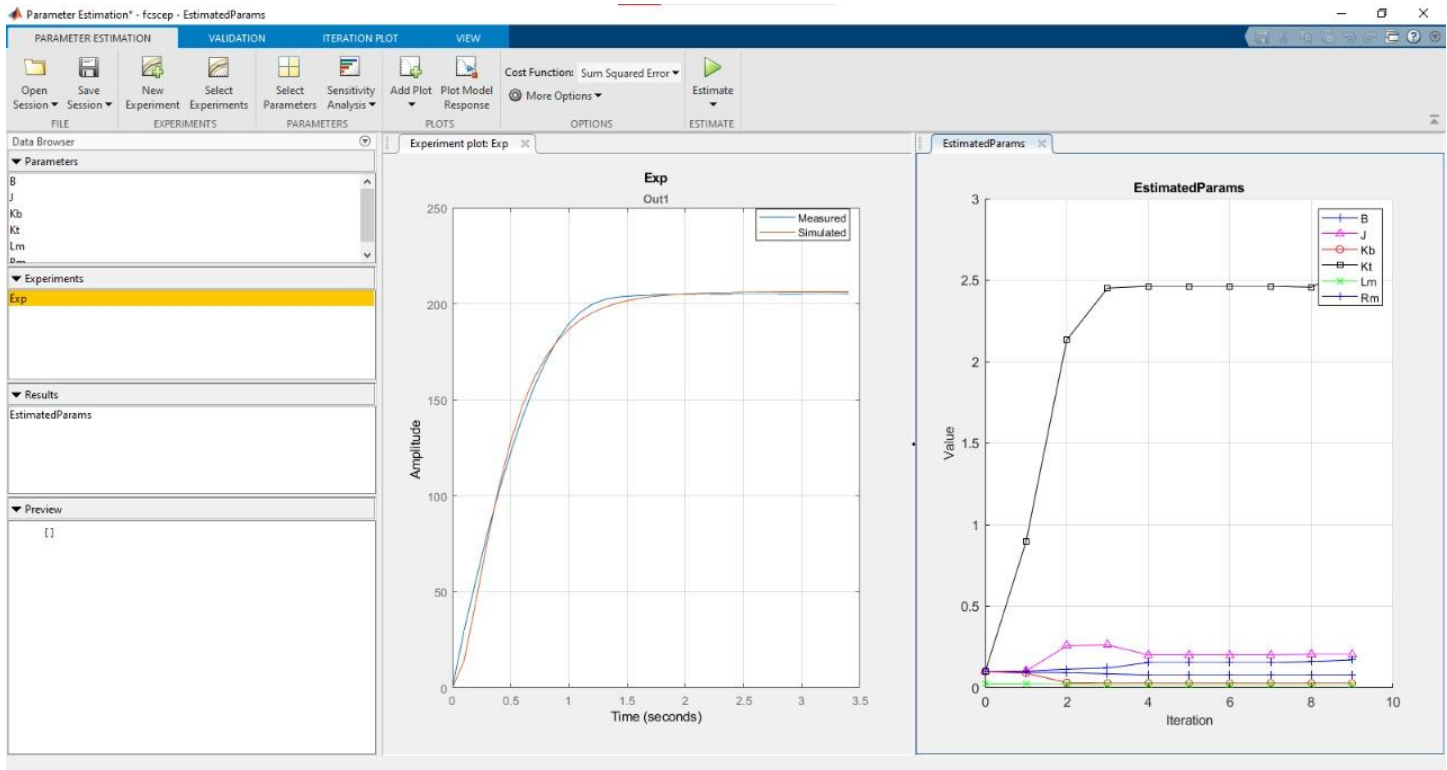 Parameter Estimation* - fcscep - EstimatedParams
PARAMETER ESTIMATION VALIDATION ITERATION PLOT VIEW
Open Session
Save Session
New Experiment
Select Experiments
Select Parameters
Sensitivity Analysis
Add Plot
Plot Model Response
Cost Function: Sum Squared Error
More Options
Estimate
FILE EXPERIMENTS PARAMETERS PLOTS OPTIONS ESTIMATE
Data Browser
Parameters
B
J
Kb
Kt
Lm
Rm
Experiments
Exp
Results
EstimatedParams
Preview
[]
Experiment plot: Exp
Exp
Out1
Measured
Simulated
250
200
150
100
50
0
Amplitude
0 0.5 1 1.5 2 2.5 3 3.5
Time (seconds)
EstimatedParams
EstimatedParams
B
J
Kb
Kt
Lm
Rm
3
2.5
2
1.5
1
0.5
0
Value
0 2 4 6 8 10
Iteration